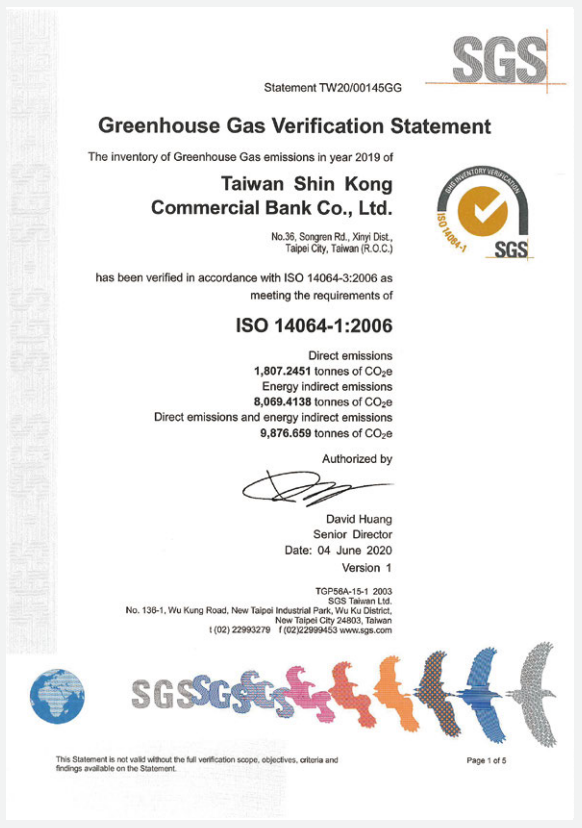 SGS
Statement TW20/00145GG
Greenhouse Gas Verification Statement
The inventory of Greenhouse Gas emissions in year 2019 of
Taiwan Shin Kong
Commercial Bank Co., Ltd.
GHG INVENTORY VERIFICATION
ISO 14064-1
SGS
No.36, Songren Rd., Xinyi Dist.,
Taipei City, Taiwan (R.O.C.)
has been verified in accordance with ISO 14064-3:2006 as
meeting the requirements of
ISO 14064-1:2006
Direct emissions
1,807.2451 tonnes of CO₂e
Energy indirect emissions
8,069.4138 tonnes of CO₂e
Direct emissions and energy indirect emissions
9,876.659 tonnes of CO₂e
Authorized by
David Huang
Senior Director
Date: 04 June 2020
Version 1
TGP56A-15-1 2003
SGS Taiwan Ltd.
No. 136-1, Wu Kung Road, New Taipei Industrial Park, Wu Ku District,
New Taipei City 24803, Taiwan
t (02) 22993279 f (02)22999453 www.sgs.com
SGSSGSSGS
This Statement is not valid without the full verification scope, objectives, criteria and
findings available on the Statement.
Page 1 of 5